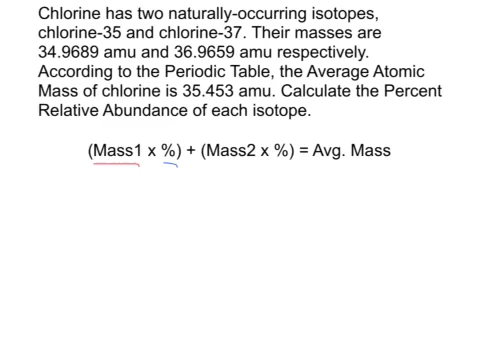 Chlorine has two naturally-occurring isotopes,
chlorine-35 and chlorine-37. Their masses are
34.9689 amu and 36.9659 amu respectively.
According to the Periodic Table, the Average Atomic
Mass of chlorine is 35.453 amu. Calculate the Percent
Relative Abundance of each isotope.
(Mass1 x %) + (Mass2 x %) = Avg. Mass